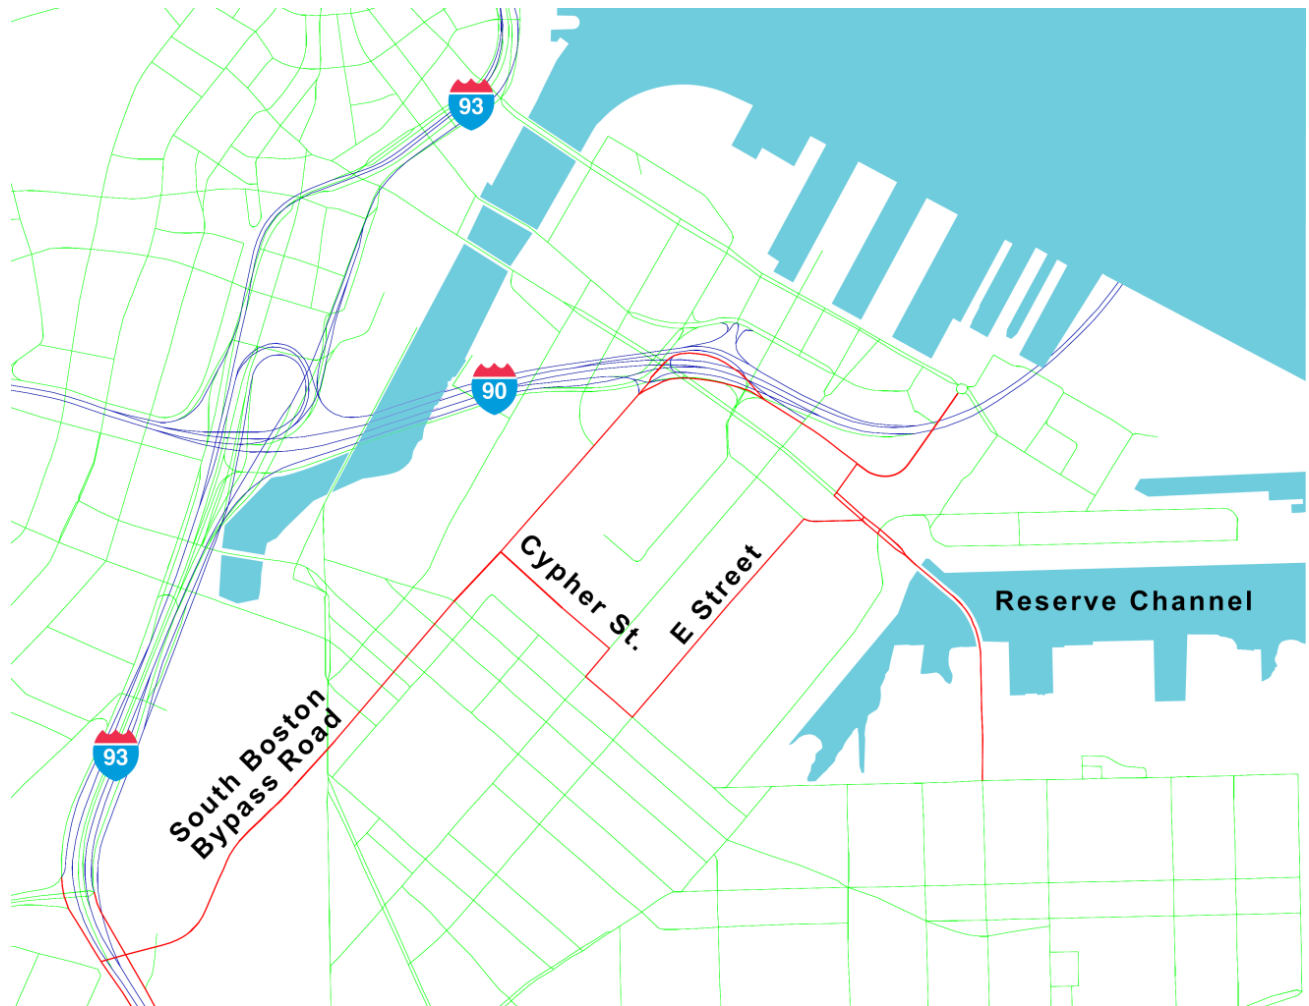 93
90
Cypher St.
E Street
Reserve Channel
South Boston
Bypass Road
93